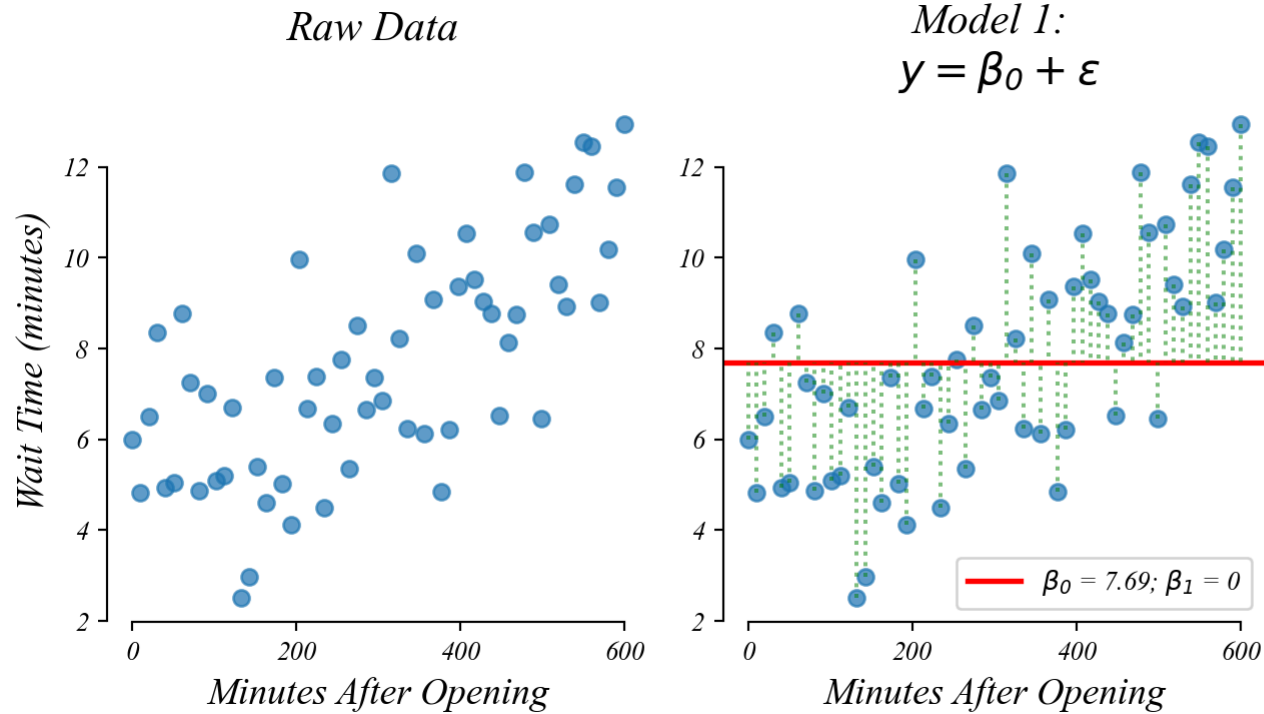 Raw Data
Model 1:
y = β₀ + ε
Wait Time (minutes)
12
10
8
6
4
2
0
200
400
600
Minutes After Opening
12
10
8
6
4
2
0
200
400
600
Minutes After Opening
β₀ = 7.69; β₁ = 0